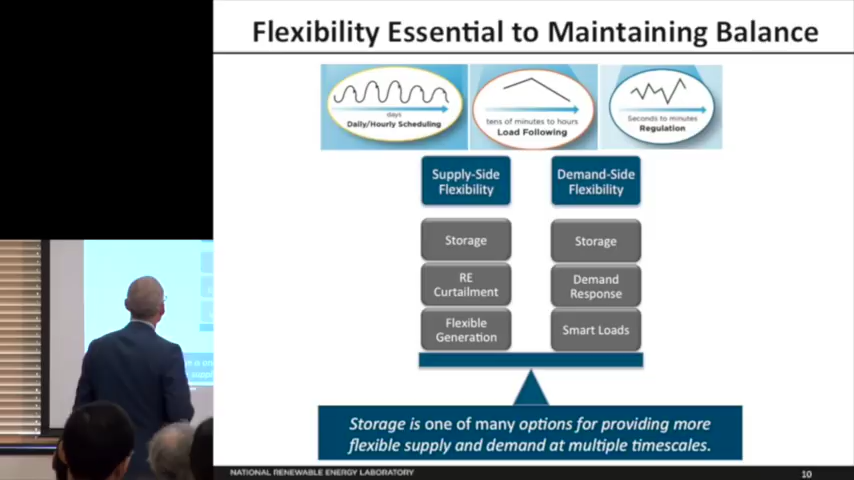 Flexibility Essential to Maintaining Balance
days
Daily/Hourly Scheduling
tens of minutes to hours
Load Following
Seconds to minutes
Regulation
Supply-Side
Flexibility
Demand-Side
Flexibility
Storage
Storage
RE
Curtailment
Demand
Response
Flexible
Generation
Smart Loads
Storage is one of many options for providing more
flexible supply and demand at multiple timescales.
NATIONAL RENEWABLE ENERGY LABORATORY
10